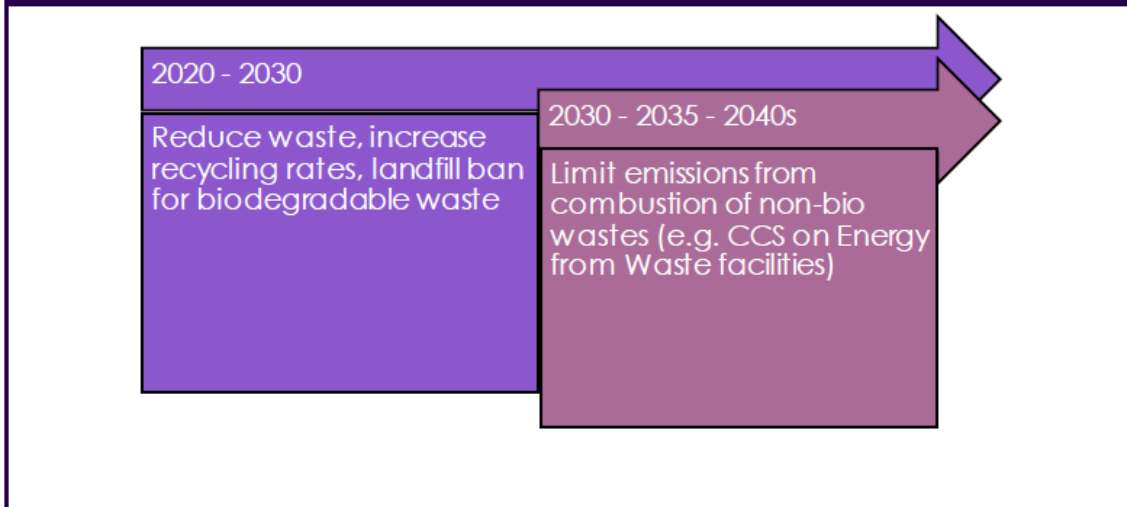 2020 - 2030
Reduce waste, increase
recycling rates, landfill ban
for biodegradable waste
2030 - 2035 - 2040s
Limit emissions from
combustion of non-bio
wastes (e.g. CCS on Energy
from Waste facilities)